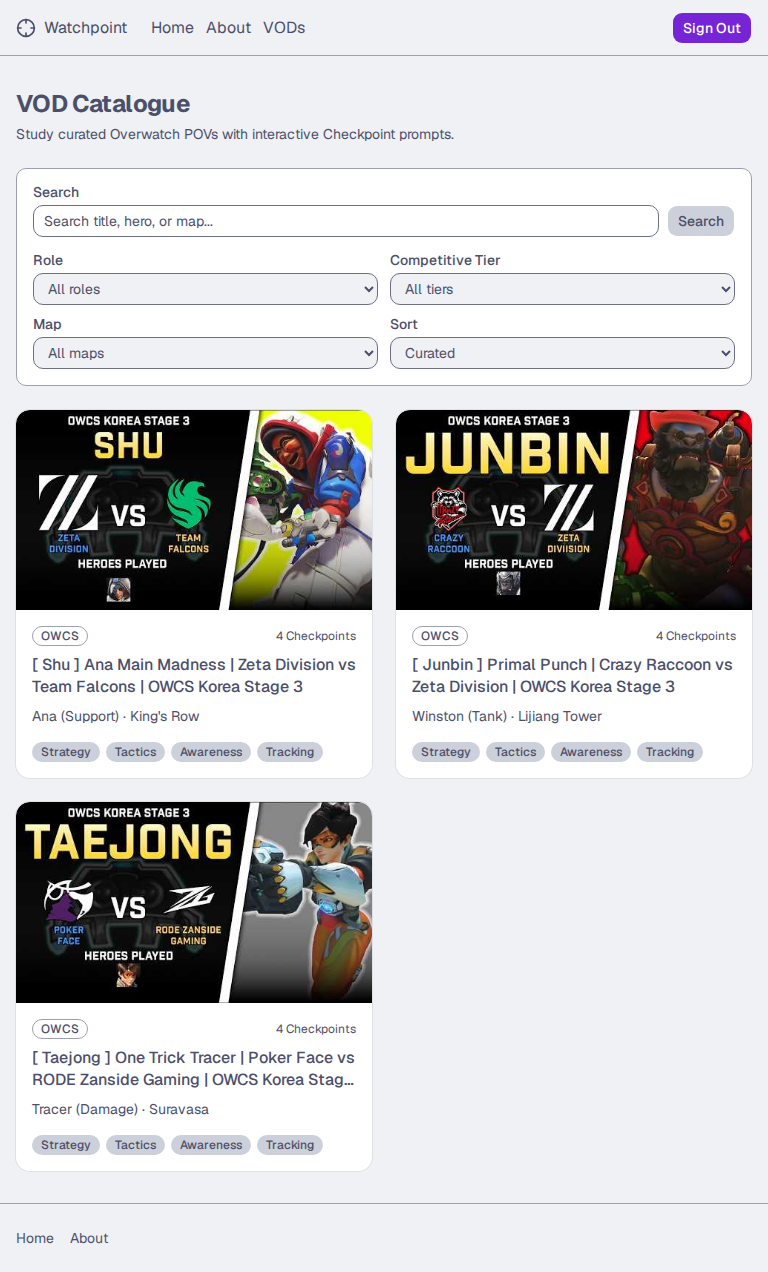 Watchpoint Home About VODs Sign Out
VOD Catalogue
Study curated Overwatch POVs with interactive Checkpoint prompts.
Search
Search title, hero, or map... Search
Role Competitive Tier
All roles All tiers
Map Sort
All maps Curated
OWCS KOREA STAGE 3
SHU
VS
ZETA
DIVISION
TEAM
FALCONS
HEROES PLAYED
OWCS 4 Checkpoints
[ Shu ] Ana Main Madness | Zeta Division vs
Team Falcons | OWCS Korea Stage 3
Ana (Support) · King's Row
Strategy Tactics Awareness Tracking
OWCS KOREA STAGE 3
JUNBIN
VS
CRAZY
RACCOON
ZETA
DIVIISION
HEROES PLAYED
OWCS 4 Checkpoints
[ Junbin ] Primal Punch | Crazy Raccoon vs
Zeta Division | OWCS Korea Stage 3
Winston (Tank) · Lijiang Tower
Strategy Tactics Awareness Tracking
OWCS KOREA STAGE 3
TAEJONG
VS
POKER
FACE
RODE ZANSIDE
GAMING
HEROES PLAYED
OWCS 4 Checkpoints
[ Taejong ] One Trick Tracer | Poker Face vs
RODE Zanside Gaming | OWCS Korea Stag...
Tracer (Damage) · Suravasa
Strategy Tactics Awareness Tracking
Home About